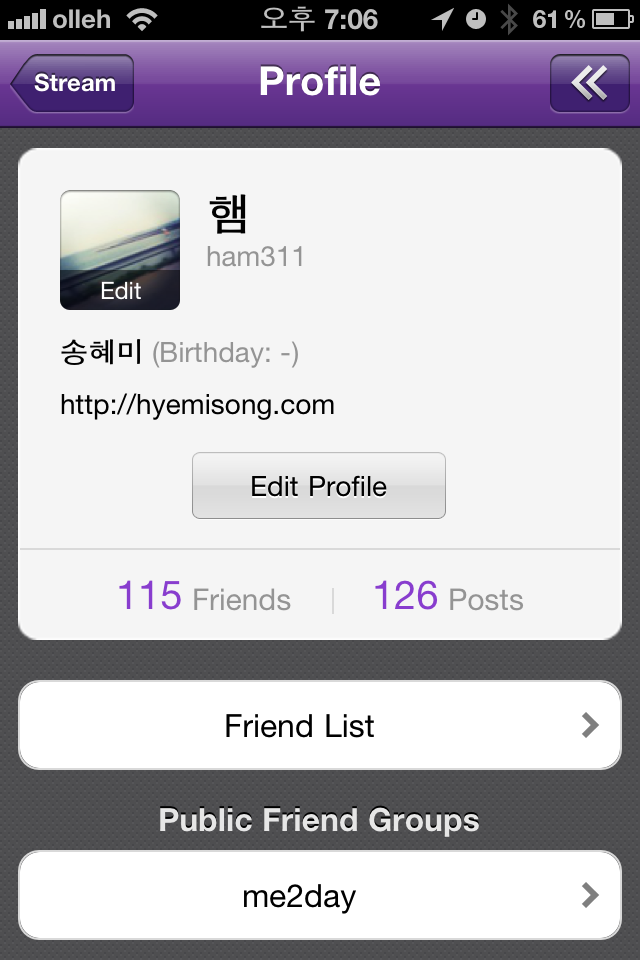 olleh 오후 7:06 61 %
Stream Profile
햄
ham311
Edit
송혜미 (Birthday: -)
http://hyemisong.com
Edit Profile
115 Friends 126 Posts
Friend List
Public Friend Groups
me2day